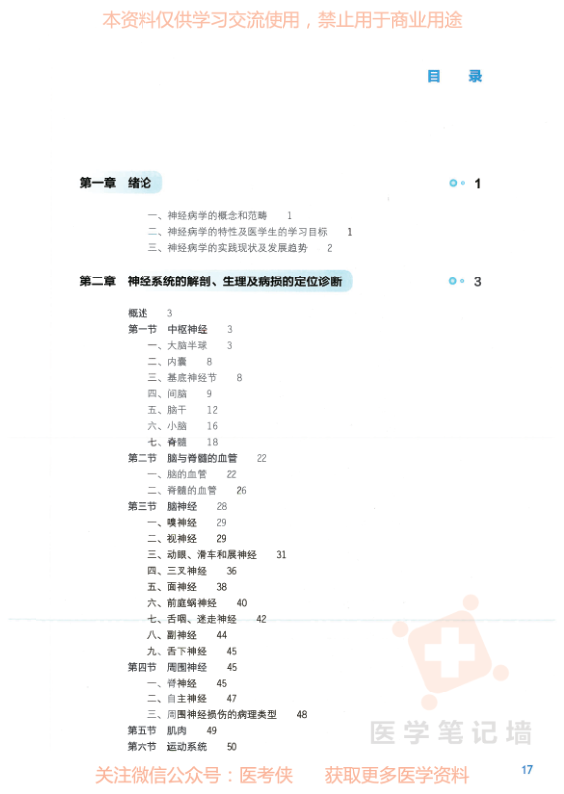 本资料仅供学习交流使用，禁止用于商业用途
目 录
第一章 绪论 1
一、神经病学的概念和范畴 1
二、神经病学的特性及医学生的学习目标 1
三、神经病学的实践现状及发展趋势 2
第二章 神经系统的解剖、生理及病损的定位诊断 3
概述 3
第一节 中枢神经 3
一、大脑半球 3
二、内囊 8
三、基底神经节 8
四、间脑 9
五、脑干 12
六、小脑 16
七、脊髓 18
第二节 脑与脊髓的血管 22
一、脑的血管 22
二、脊髓的血管 26
第三节 脑神经 28
一、嗅神经 29
二、视神经 29
三、动眼、滑车和展神经 31
四、三叉神经 36
五、面神经 38
六、前庭蜗神经 40
七、舌咽、迷走神经 42
八、副神经 44
九、舌下神经 45
第四节 周围神经 45
一、脊神经 45
二、自主神经 47
三、周围神经损伤的病理类型 48
第五节 肌肉 49
第六节 运动系统 50
医学笔记墙
17
关注微信公众号：医考侠 获取更多医学资料